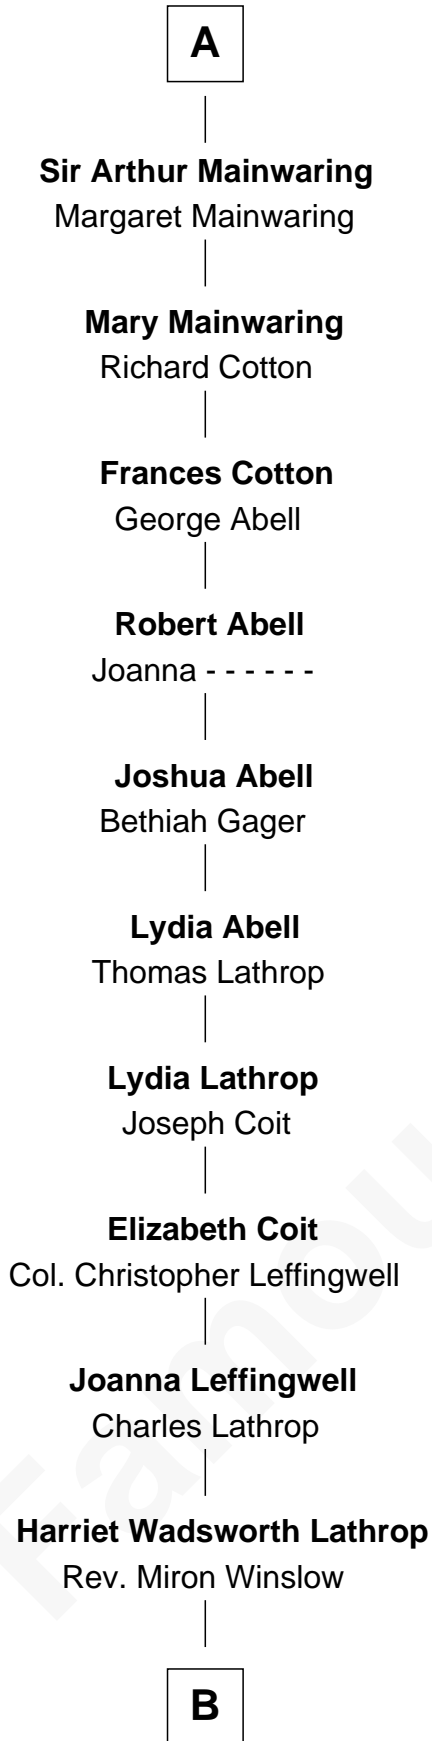 A
Sir Arthur Mainwaring
Margaret Mainwaring
Mary Mainwaring
Richard Cotton
Frances Cotton
George Abell
Robert Abell
Joanna - - - - - -
Joshua Abell
Bethiah Gager
Lydia Abell
Thomas Lathrop
Lydia Lathrop
Joseph Coit
Elizabeth Coit
Col. Christopher Leffingwell
Joanna Leffingwell
Charles Lathrop
Harriet Wadsworth Lathrop
Rev. Miron Winslow
B
Famou